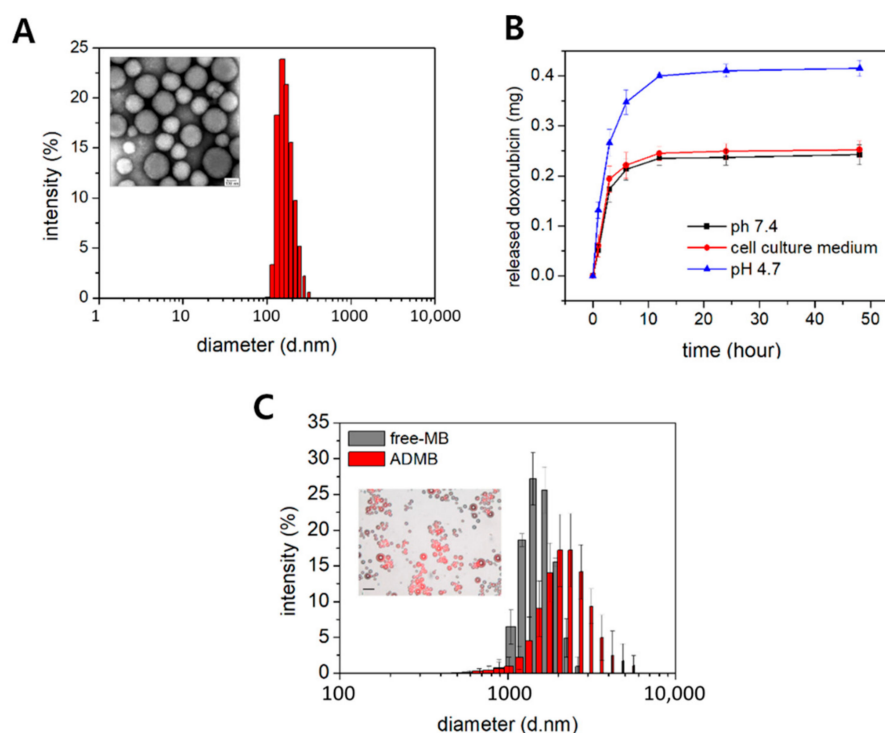 A
25
20
15
10
5
0
intensity (%)
1
10
100
1000
10,000
diameter (d.nm)
B
0.4
0.3
0.2
0.1
0.0
released doxorubicin (mg)
ph 7.4
cell culture medium
pH 4.7
0
10
20
30
40
50
time (hour)
C
35
30
25
20
15
10
5
0
intensity (%)
free-MB
ADMB
100
1000
10,000
diameter (d.nm)